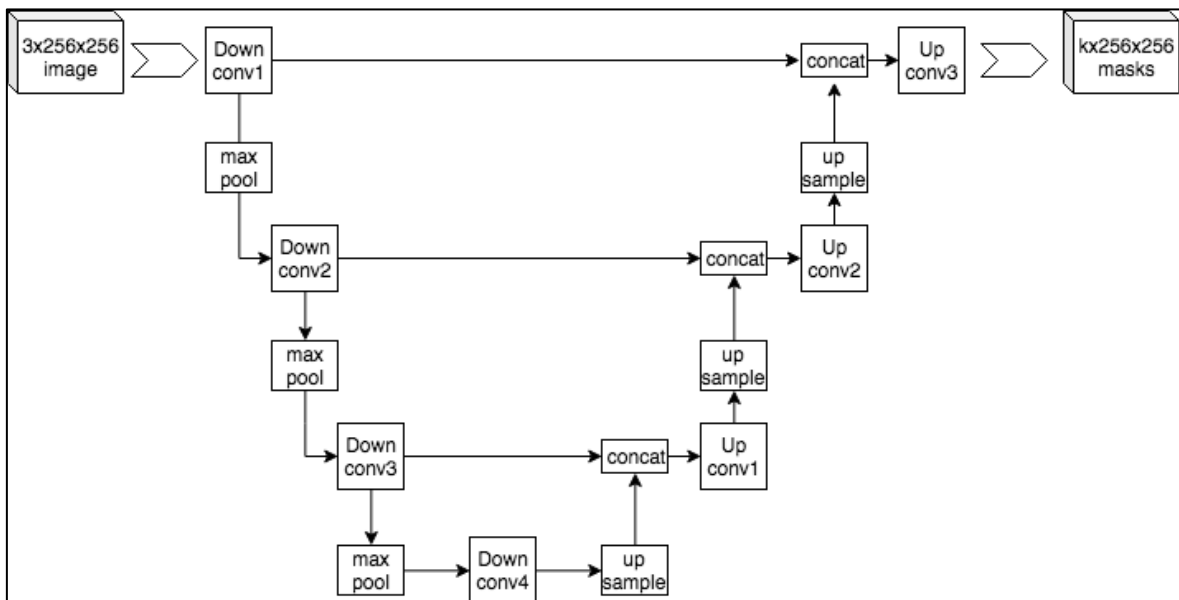 3x256x256
image
Down
conv1
concat
Up
conv3
kx256x256
masks
max
pool
up
sample
Down
conv2
concat
Up
conv2
max
pool
up
sample
Down
conv3
concat
Up
conv1
max
pool
Down
conv4
up
sample